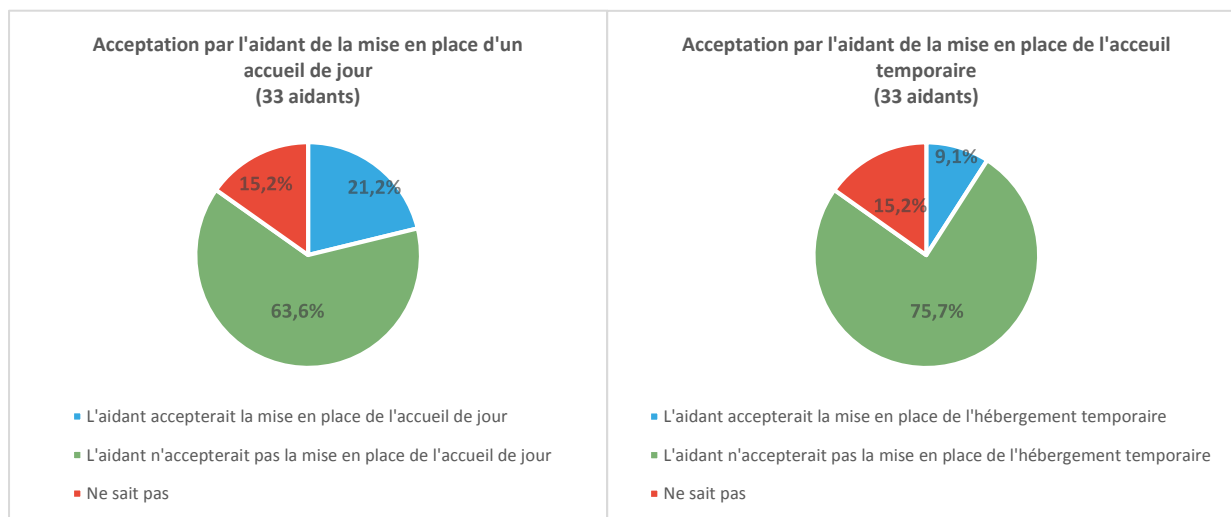 Acceptation par l'aidant de la mise en place d'un
accueil de jour
(33 aidants)
15,2%
21,2%
63,6%
L'aidant accepterait la mise en place de l'accueil de jour
L'aidant n'accepterait pas la mise en place de l'accueil de jour
Ne sait pas
Acceptation par l'aidant de la mise en place de l'acceuil
temporaire
(33 aidants)
9,1%
15,2%
75,7%
L'aidant accepterait la mise en place de l'hébergement temporaire
L'aidant n'accepterait pas la mise en place de l'hébergement temporaire
Ne sait pas